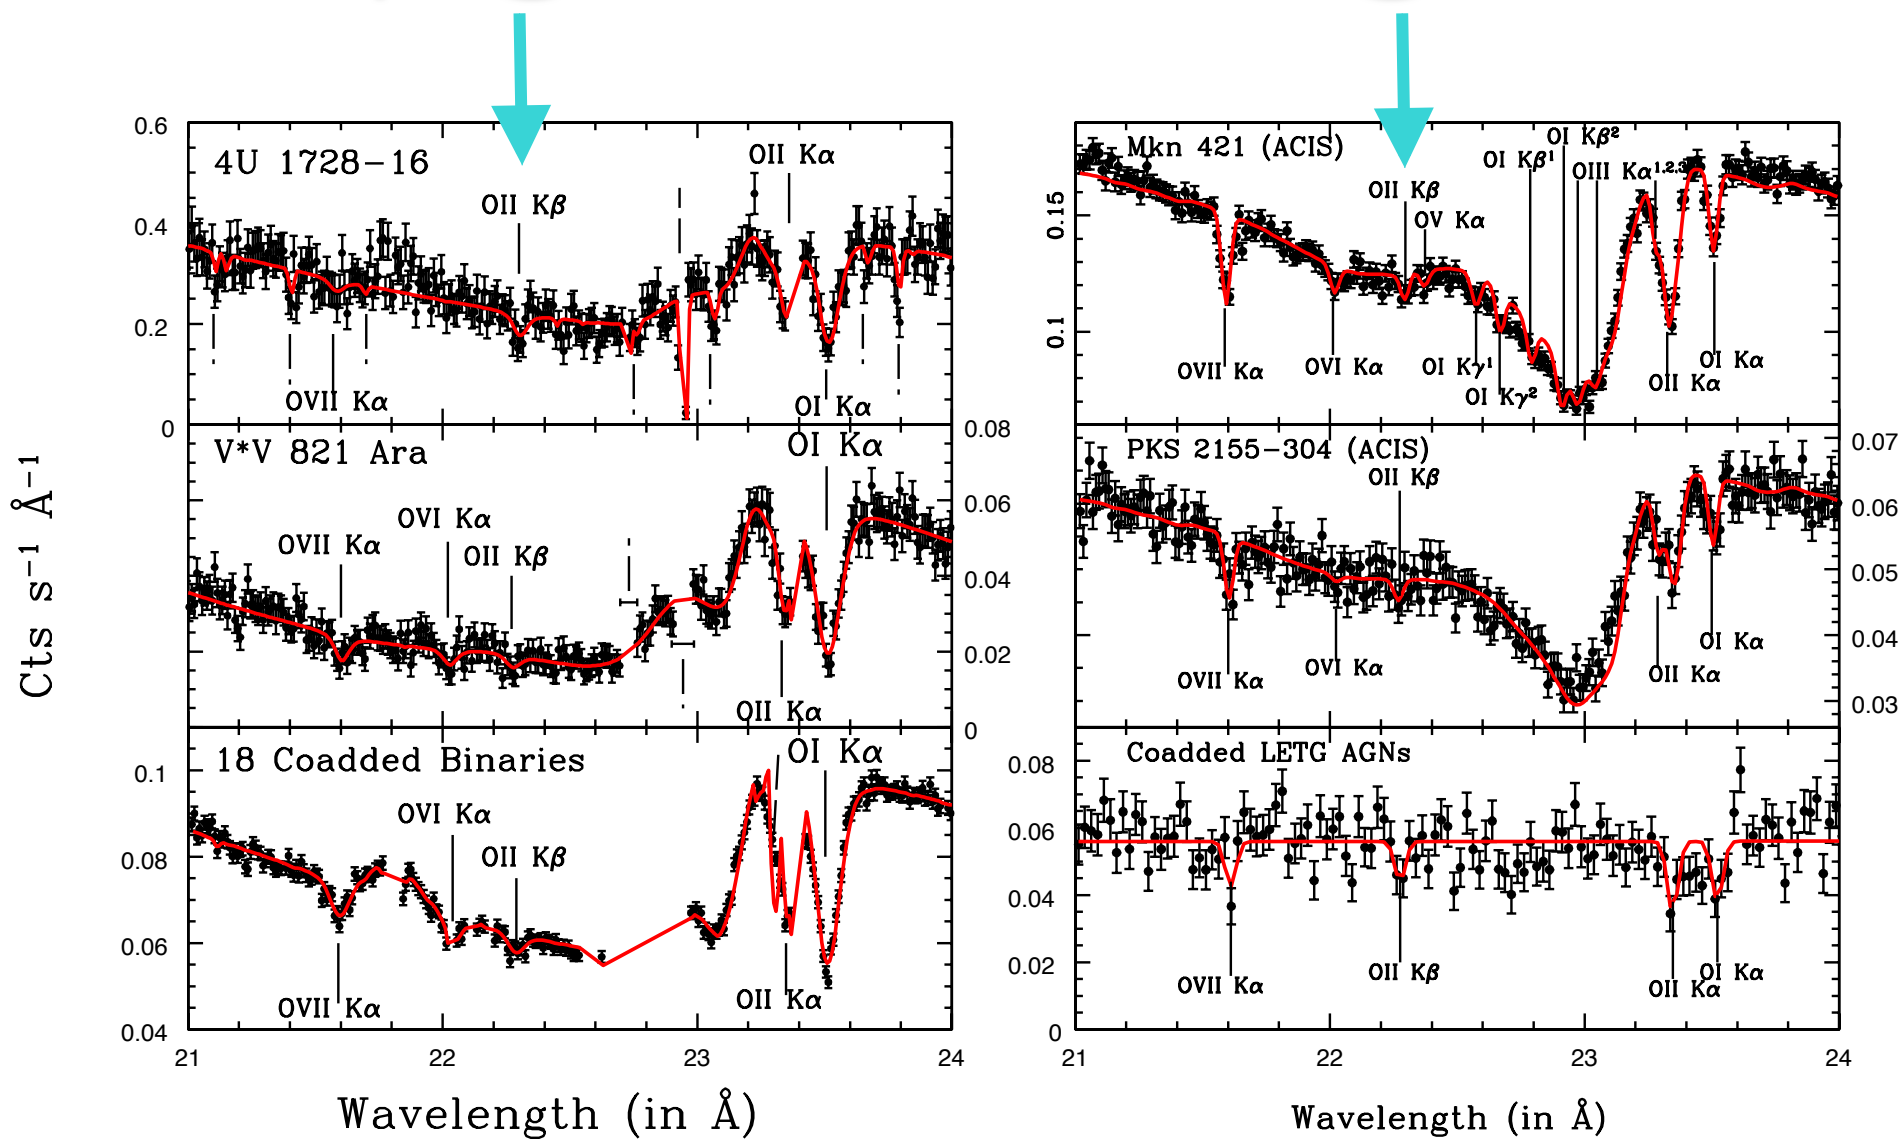 Cts s⁻¹ Å⁻¹
4U 1728−16
OII Kα
OII Kβ
OVII Kα
OI Kα
0.6
0.4
0.2
0
V*V 821 Ara
OI Kα
OVI Kα
OVII Kα
OII Kβ
OII Kα
0.08
0.06
0.04
0.02
0
18 Coadded Binaries
OI Kα
OVI Kα
OII Kβ
OVII Kα
OII Kα
0.1
0.08
0.06
0.04
21 22 23 24
Wavelength (in Å)
Mkn 421 (ACIS)
OI Kβ²
OI Kβ¹
OIII Kα¹·²·³
OII Kβ
OV Kα
OVII Kα
OVI Kα
OI Kγ¹
OI Kγ²
OII Kα
OI Kα
0.15
0.1
PKS 2155−304 (ACIS)
OII Kβ
OVII Kα
OVI Kα
OI Kα
OII Kα
0.07
0.06
0.05
0.04
0.03
Coadded LETG AGNs
OVII Kα
OII Kβ
OI Kα
OII Kα
0.08
0.06
0.04
0.02
0
21 22 23 24
Wavelength (in Å)